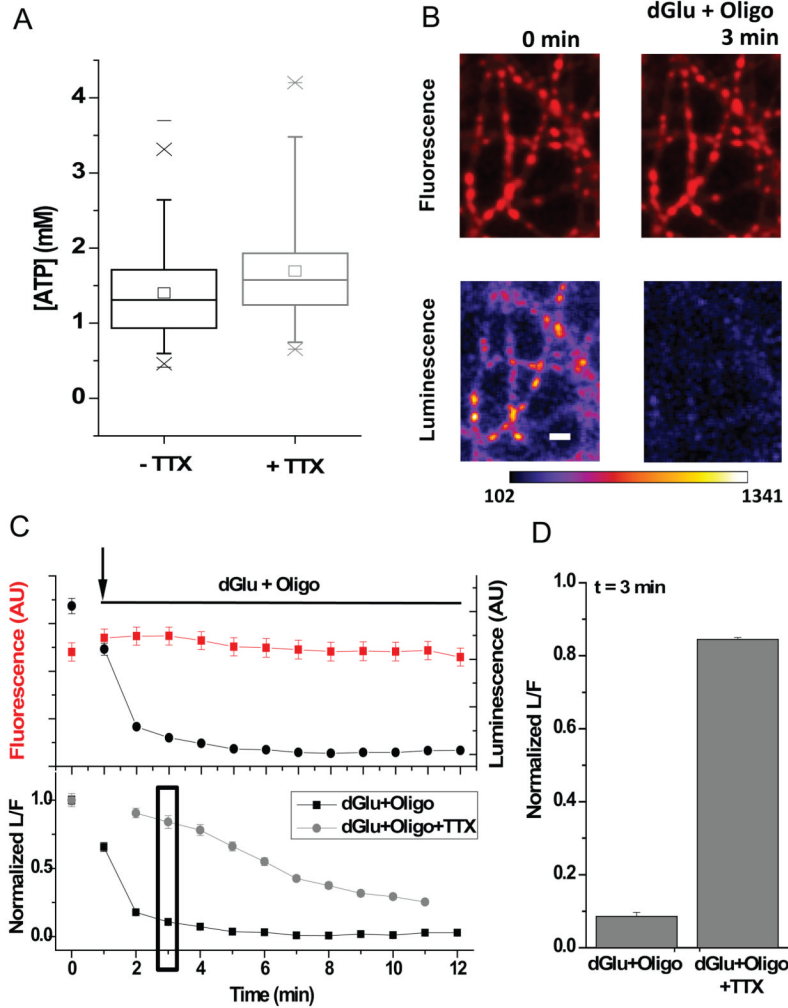 A
[ATP] (mM)
4
3
2
1
0
- TTX
+ TTX
B
dGlu + Oligo
0 min
3 min
Fluorescence
Luminescence
102
1341
C
dGlu + Oligo
Fluorescence (AU)
Luminescence (AU)
Normalized L/F
1.0
0.5
0.0
dGlu+Oligo
dGlu+Oligo+TTX
0
2
4
6
8
10
12
Time (min)
D
t = 3 min
Normalized L/F
1.0
0.8
0.6
0.4
0.2
0.0
dGlu+Oligo
dGlu+Oligo
+TTX